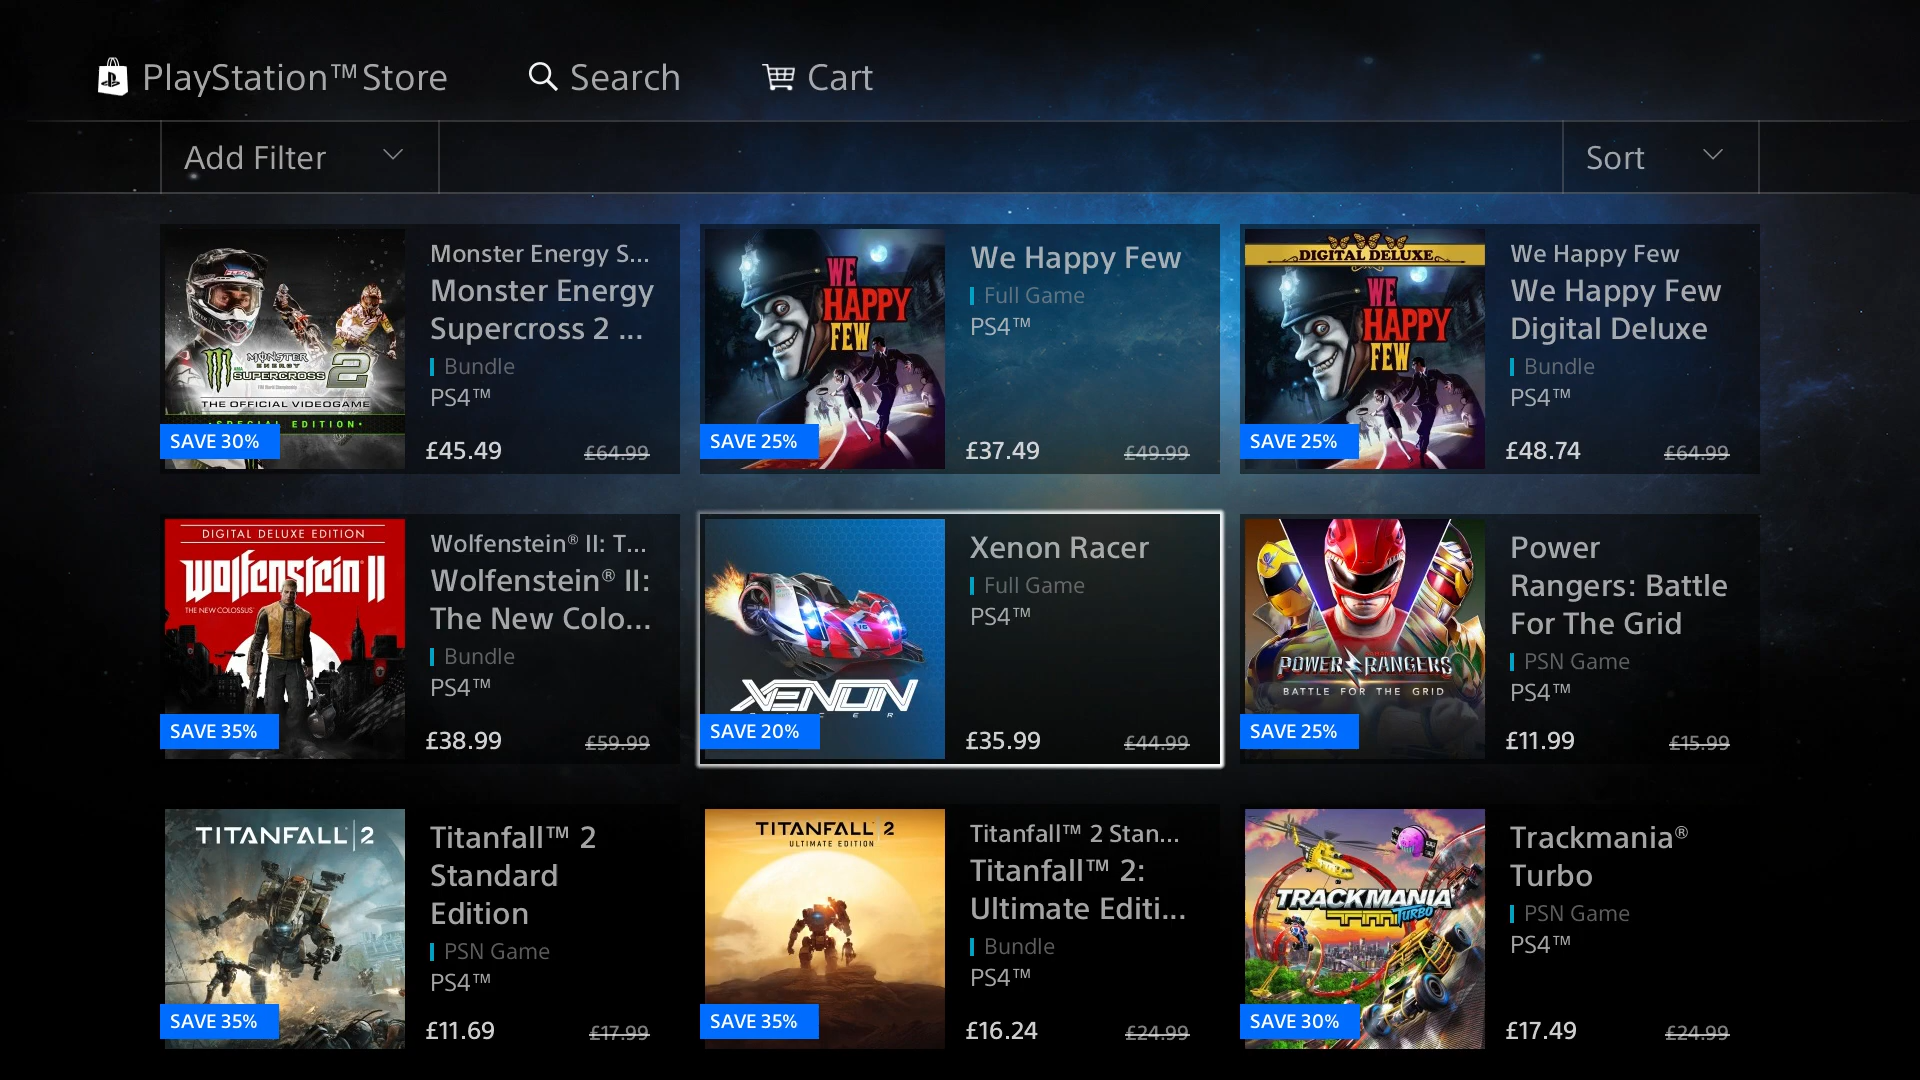 PlayStation™Store
Search
Cart
Add Filter
Sort
MONSTER
ENERGY
SUPERCROSS 2
THE OFFICIAL VIDEOGAME
•SPECIAL EDITION•
SAVE 30%
Monster Energy S...
Monster Energy
Supercross 2 ...
Bundle
PS4™
£45.49 £64.99
WE
HAPPY
FEW
SAVE 25%
We Happy Few
Full Game
PS4™
£37.49 £49.99
DIGITAL DELUXE
WE
HAPPY
FEW
SAVE 25%
We Happy Few
We Happy Few
Digital Deluxe
Bundle
PS4™
£48.74 £64.99
DIGITAL DELUXE EDITION
Wolfenstein II
THE NEW COLOSSUS
SAVE 35%
Wolfenstein® II: T...
Wolfenstein® II:
The New Colo...
Bundle
PS4™
£38.99 £59.99
XENON
SAVE 20%
Xenon Racer
Full Game
PS4™
£35.99 £44.99
POWER RANGERS
BATTLE FOR THE GRID
SAVE 25%
Power
Rangers: Battle
For The Grid
PSN Game
PS4™
£11.99 £15.99
TITANFALL 2
SAVE 35%
Titanfall™ 2
Standard
Edition
PSN Game
PS4™
£11.69 £17.99
TITANFALL 2
ULTIMATE EDITION
SAVE 35%
Titanfall™ 2 Stan...
Titanfall™ 2:
Ultimate Editi...
Bundle
PS4™
£16.24 £24.99
TRACKMANIA
TURBO
SAVE 30%
Trackmania®
Turbo
PSN Game
PS4™
£17.49 £24.99